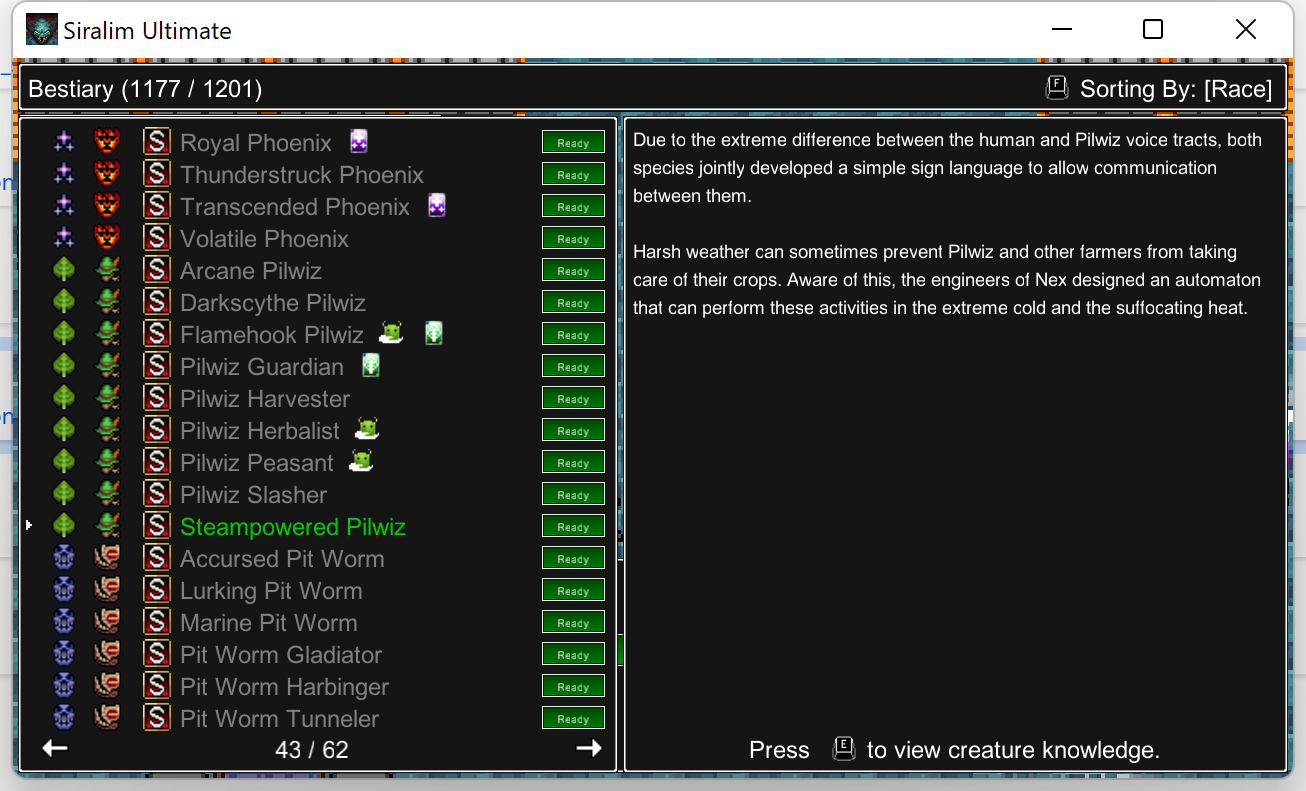 Siralim Ultimate
Bestiary (1177 / 1201)
F Sorting By: [Race]
S Royal Phoenix Ready
S Thunderstruck Phoenix Ready
S Transcended Phoenix Ready
S Volatile Phoenix Ready
S Arcane Pilwiz Ready
S Darkscythe Pilwiz Ready
S Flamehook Pilwiz Ready
S Pilwiz Guardian Ready
S Pilwiz Harvester Ready
S Pilwiz Herbalist Ready
S Pilwiz Peasant Ready
S Pilwiz Slasher Ready
S Steampowered Pilwiz Ready
S Accursed Pit Worm Ready
S Lurking Pit Worm Ready
S Marine Pit Worm Ready
S Pit Worm Gladiator Ready
S Pit Worm Harbinger Ready
S Pit Worm Tunneler Ready
43 / 62
Due to the extreme difference between the human and Pilwiz voice tracts, both
species jointly developed a simple sign language to allow communication
between them.
Harsh weather can sometimes prevent Pilwiz and other farmers from taking
care of their crops. Aware of this, the engineers of Nex designed an automaton
that can perform these activities in the extreme cold and the suffocating heat.
Press E to view creature knowledge.